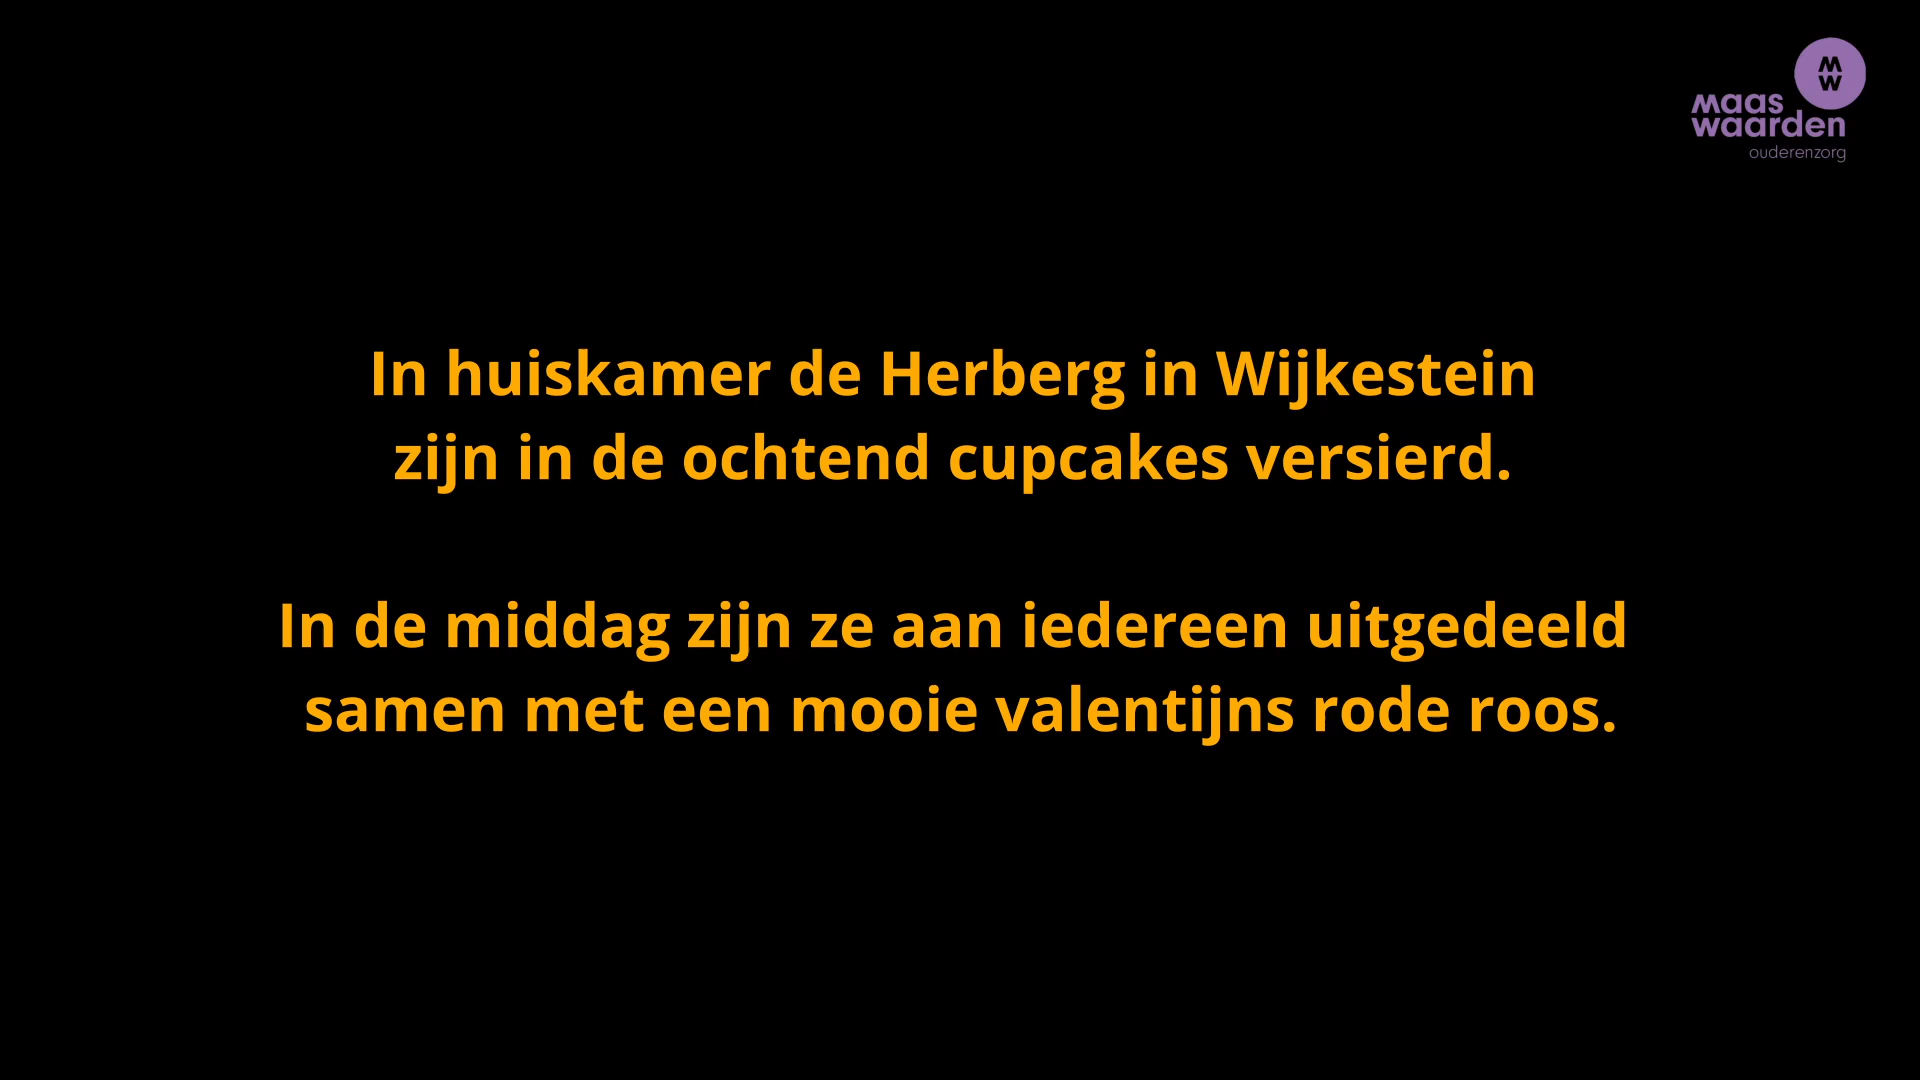 M
W
maas
waarden
ouderenzorg
In huiskamer de Herberg in Wijkestein
zijn in de ochtend cupcakes versierd.
In de middag zijn ze aan iedereen uitgedeeld
samen met een mooie valentijns rode roos.